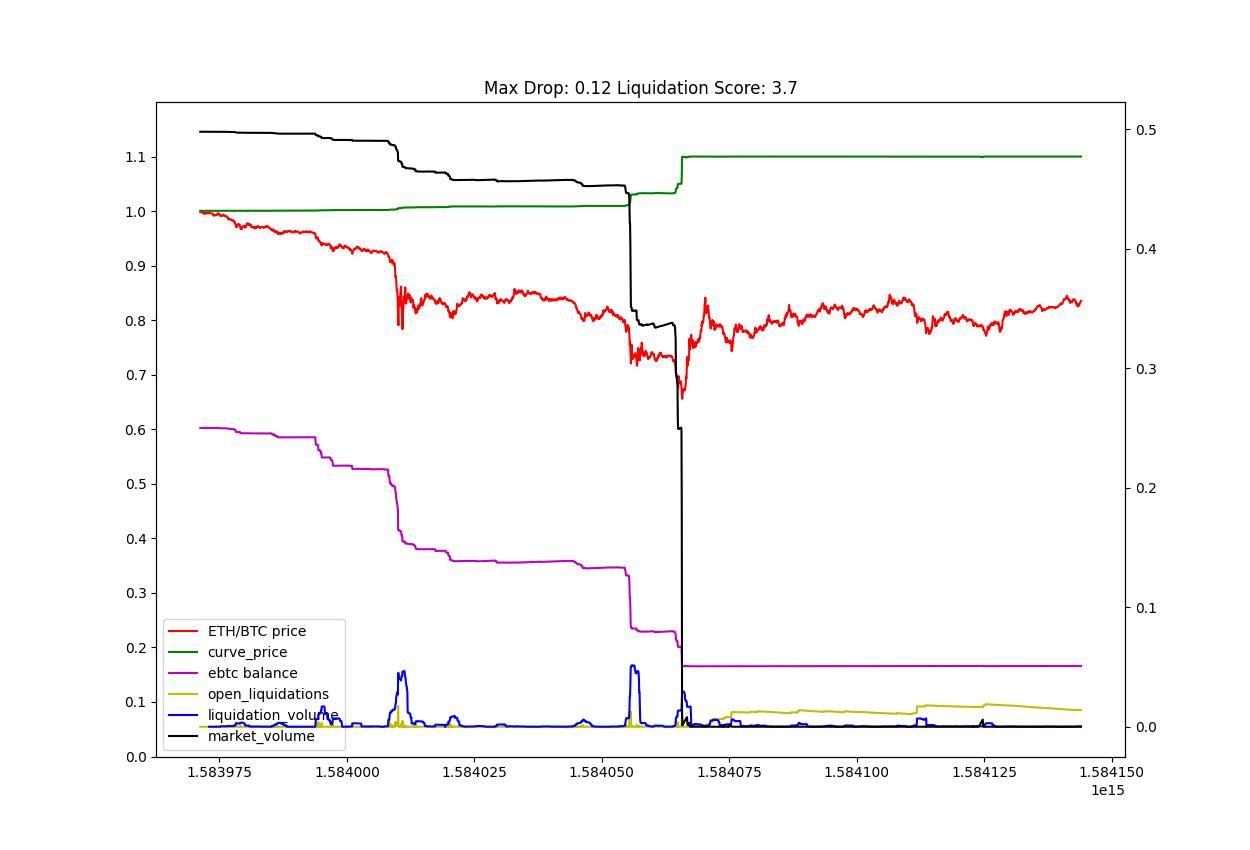 Max Drop: 0.12 Liquidation Score: 3.7
1.1
1.0
0.9
0.8
0.7
0.6
0.5
0.4
0.3
0.2
0.1
0.0
0.5
0.4
0.3
0.2
0.1
0.0
ETH/BTC price
curve_price
ebtc balance
open_liquidations
liquidation_volume
market_volume
1.583975 1.584000 1.584025 1.584050 1.584075 1.584100 1.584125 1.584150
1e15